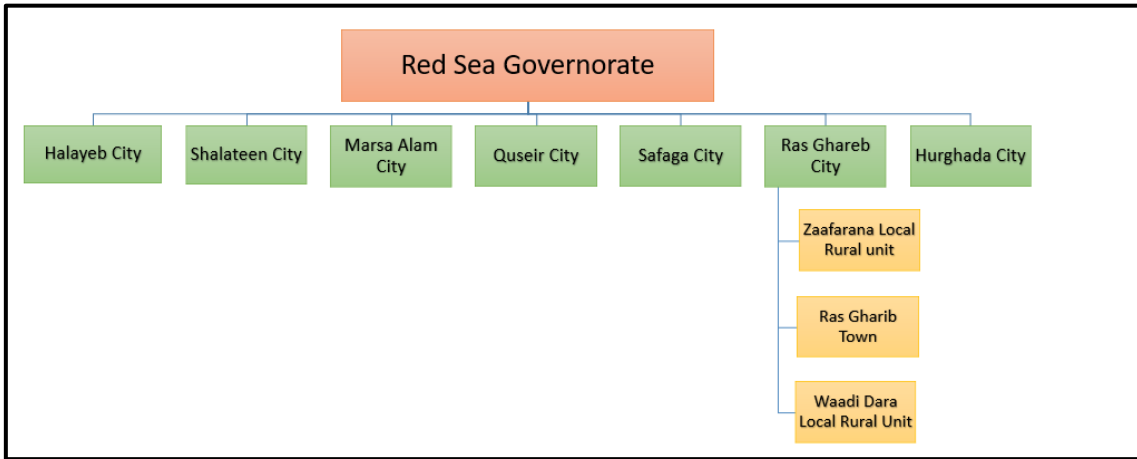 Red Sea Governorate
Halayeb City
Shalateen City
Marsa Alam
City
Quseir City
Safaga City
Ras Ghareb
City
Hurghada City
Zaafarana Local
Rural unit
Ras Gharib
Town
Waadi Dara
Local Rural Unit